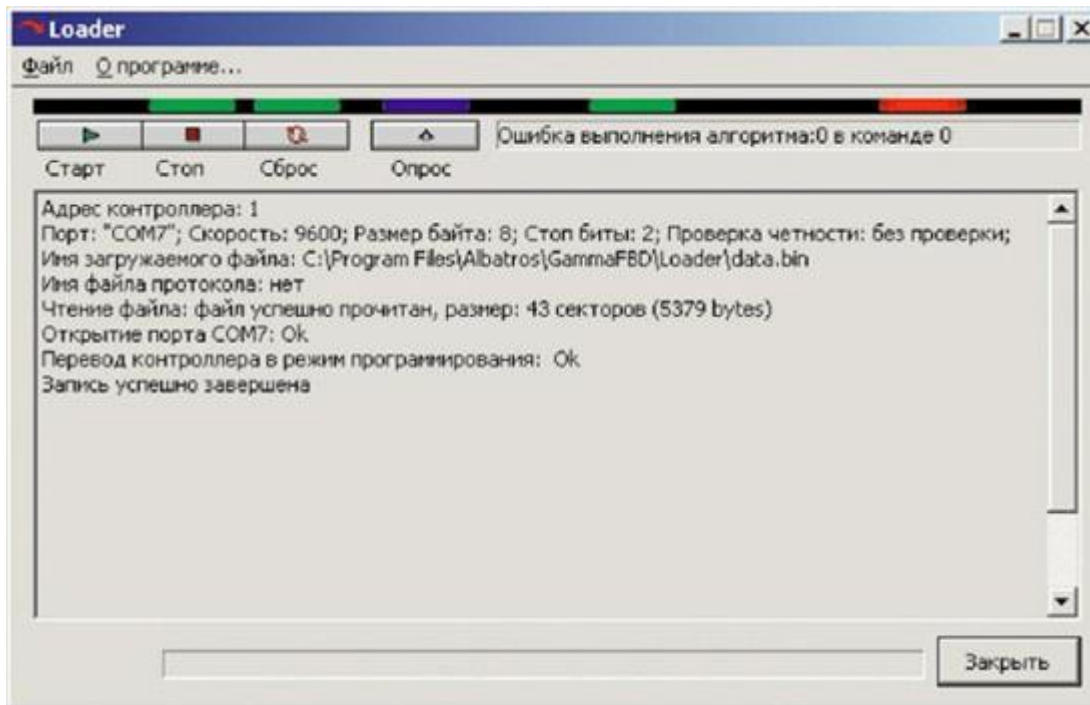 Loader
Файл О программе...
Ошибка выполнения алгоритма:0 в команде 0
Старт Стоп Сброс Опрос
Адрес контроллера: 1
Порт: "COM7"; Скорость: 9600; Размер байта: 8; Стоп биты: 2; Проверка четности: без проверки;
Имя загружаемого файла: C:\Program Files\Albatros\GammaFBD\Loader\data.bin
Имя файла протокола: нет
Чтение файла: файл успешно прочитан, размер: 43 секторов (5379 bytes)
Открытие порта COM7: Ok
Перевод контроллера в режим программирования: Ok
Запись успешно завершена
Закрыть